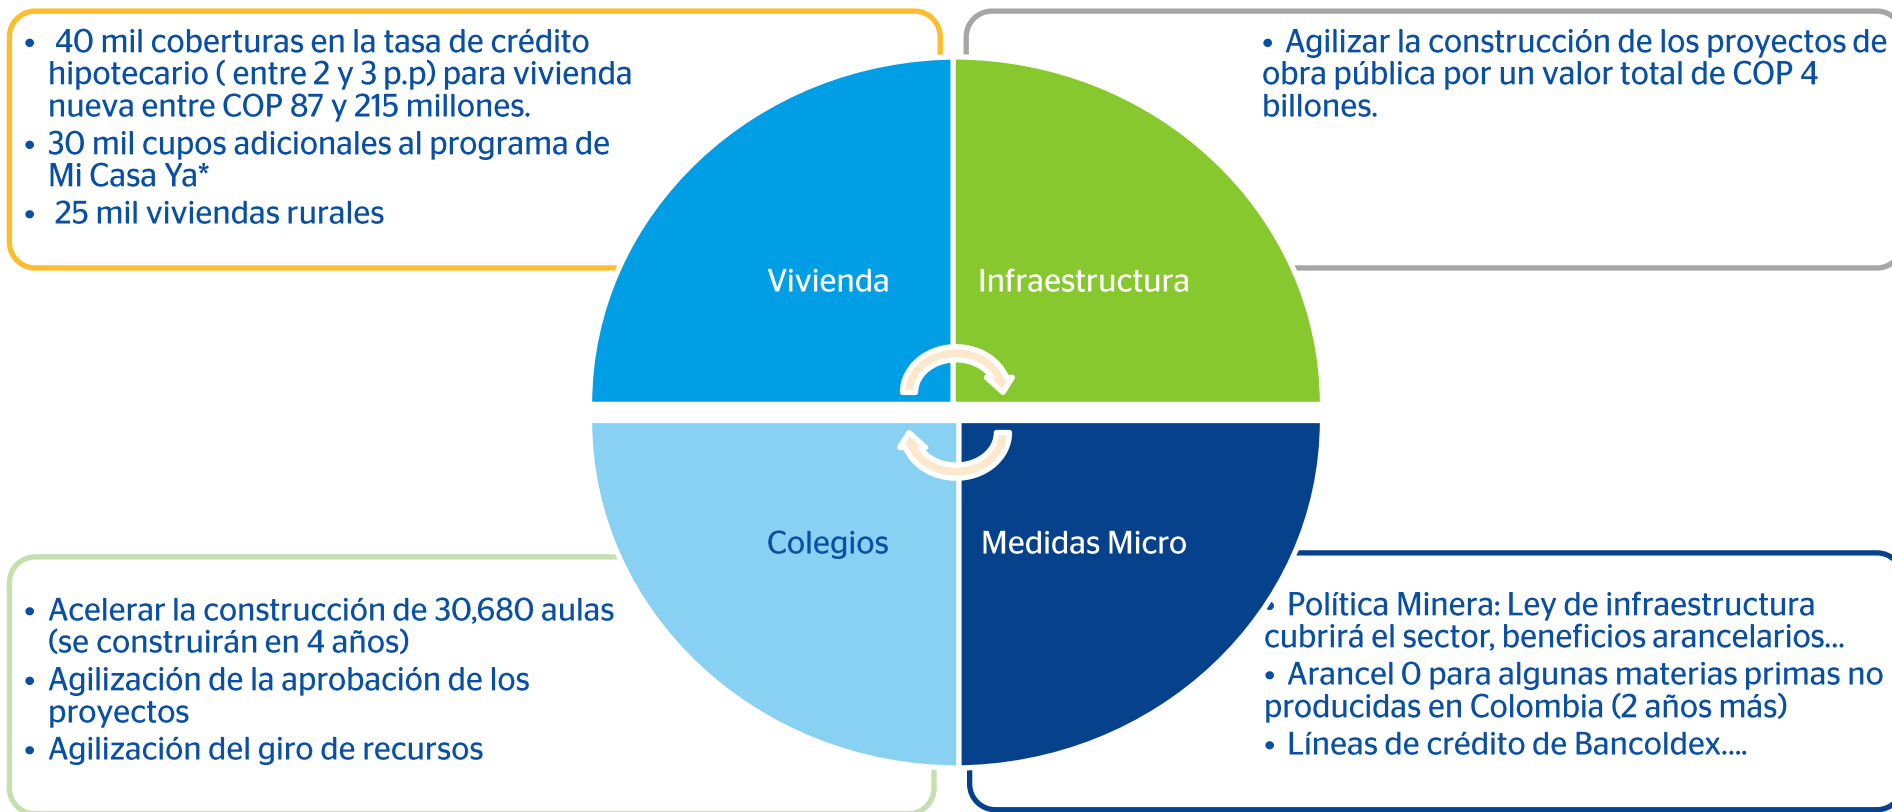 • 40 mil coberturas en la tasa de crédito
hipotecario ( entre 2 y 3 p.p) para vivienda
nueva entre COP 87 y 215 millones.
• 30 mil cupos adicionales al programa de
Mi Casa Ya*
• 25 mil viviendas rurales
• Agilizar la construcción de los proyectos de
obra pública por un valor total de COP 4
billones.
Vivienda
Infraestructura
Colegios
Medidas Micro
• Acelerar la construcción de 30,680 aulas
(se construirán en 4 años)
• Agilización de la aprobación de los
proyectos
• Agilización del giro de recursos
• Política Minera: Ley de infraestructura
cubrirá el sector, beneficios arancelarios...
• Arancel 0 para algunas materias primas no
producidas en Colombia (2 años más)
• Líneas de crédito de Bancoldex....